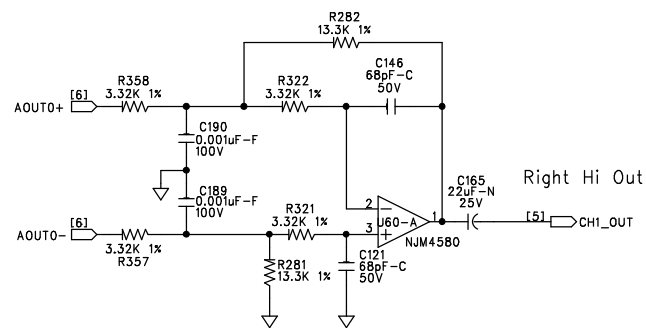 R282
13.3K 1%
C146
68pF-C
50V
[6]
R358
3.32K 1%
R322
3.32K 1%
AOUT0+
C190
0.001uF-F
100V
C189
0.001uF-F
100V
[6]
AOUT0-
3.32K 1%
R357
R321
3.32K 1%
R281
13.3K 1%
C121
68pF-C
50V
2
3
1
U60-A
NJM4580
C165
22uF-N
25V
Right Hi Out
[5]
CH1_OUT